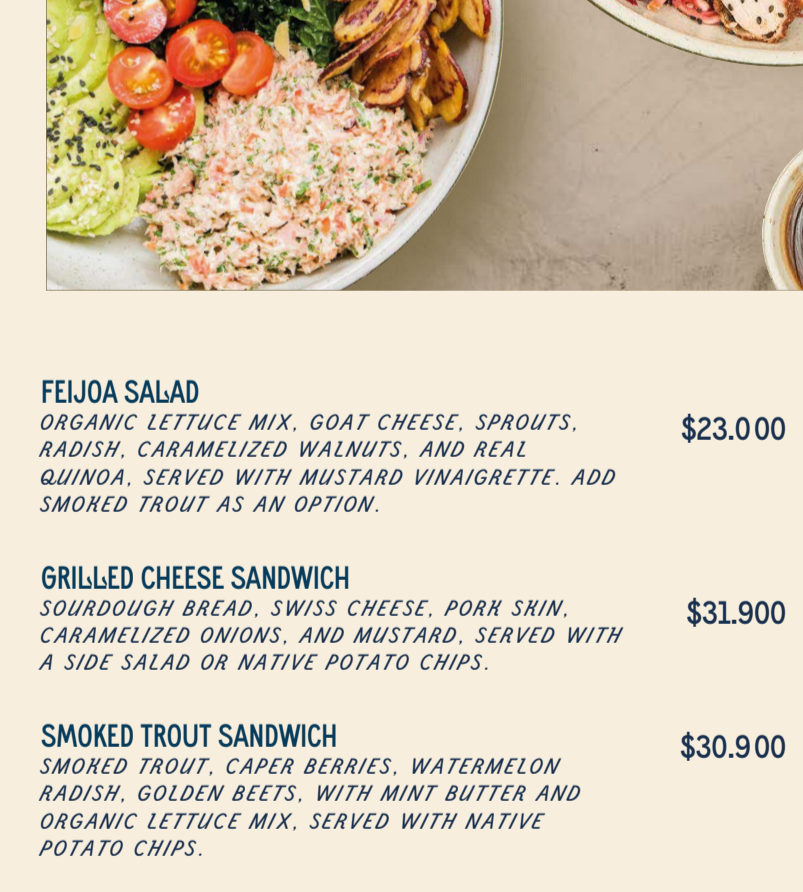 FEIJOA SALAD
ORGANIC LETTUCE MIX, GOAT CHEESE, SPROUTS,
RADISH, CARAMELIZED WALNUTS, AND REAL
QUINOA, SERVED WITH MUSTARD VINAIGRETTE. ADD
SMOKED TROUT AS AN OPTION.
$23.000
GRILLED CHEESE SANDWICH
SOURDOUGH BREAD, SWISS CHEESE, PORK SKIN,
CARAMELIZED ONIONS, AND MUSTARD, SERVED WITH
A SIDE SALAD OR NATIVE POTATO CHIPS.
$31.900
SMOKED TROUT SANDWICH
SMOKED TROUT, CAPER BERRIES, WATERMELON
RADISH, GOLDEN BEETS, WITH MINT BUTTER AND
ORGANIC LETTUCE MIX, SERVED WITH NATIVE
POTATO CHIPS.
$30.900